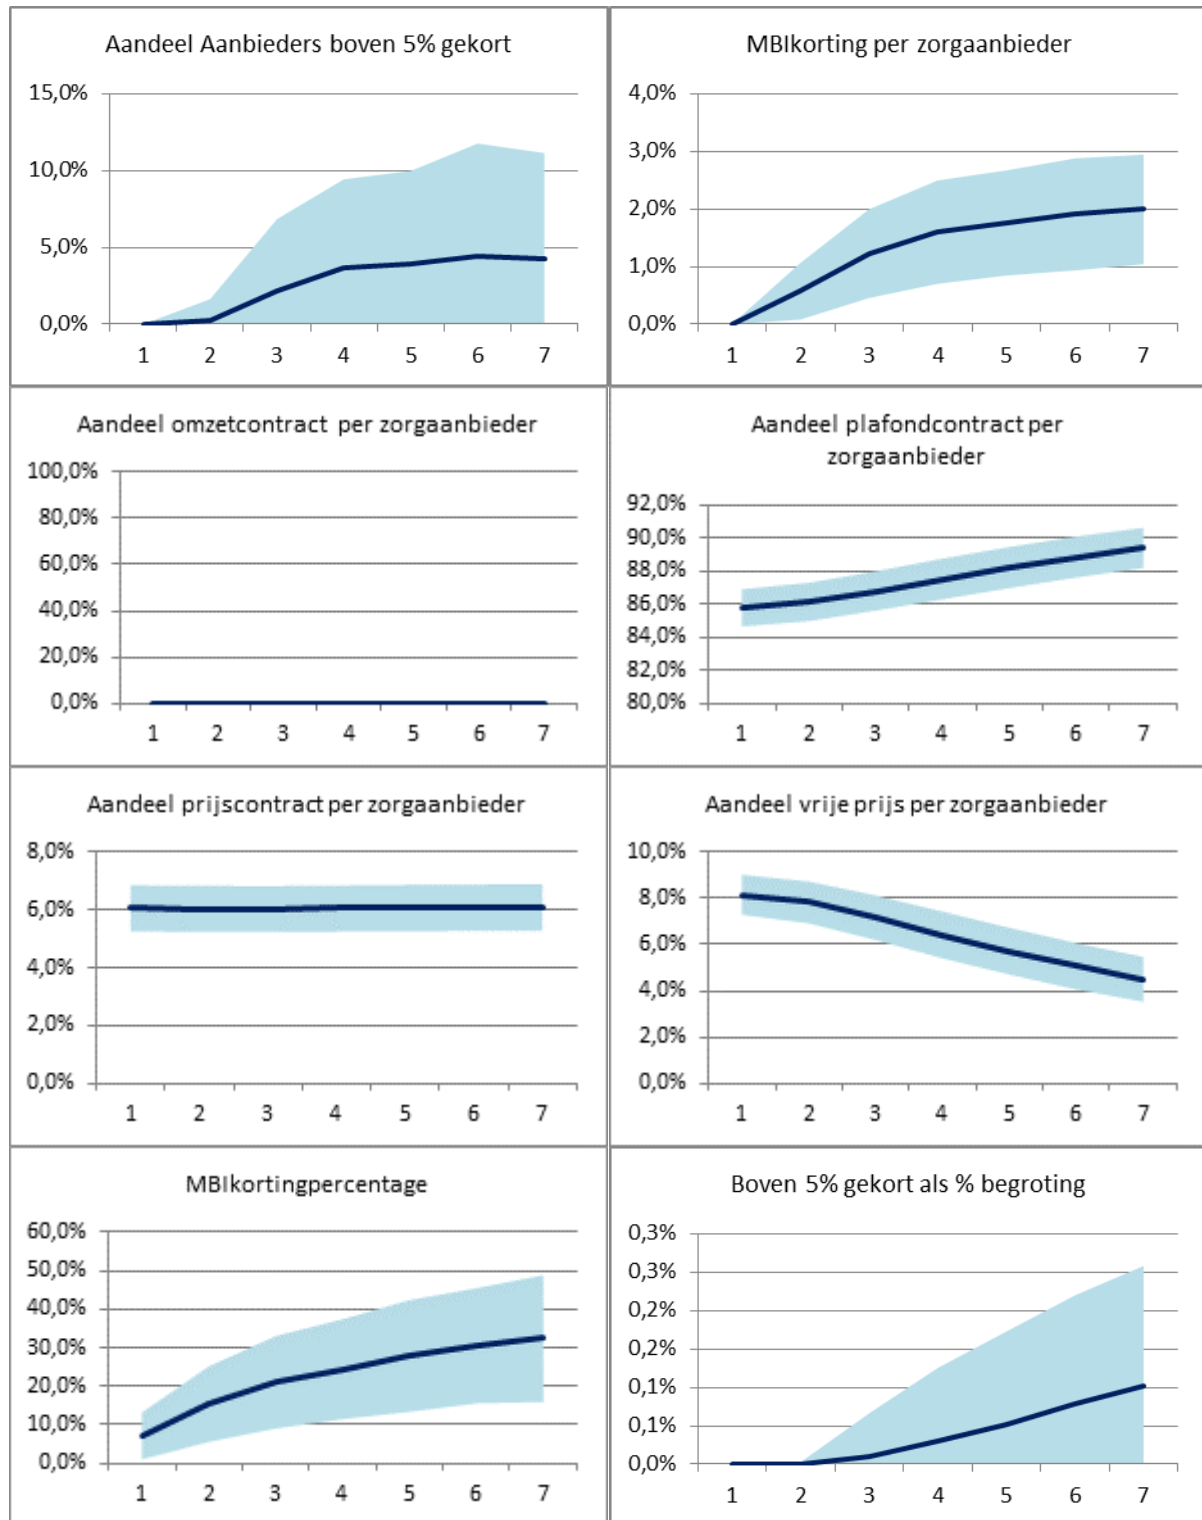 Aandeel Aanbieders boven 5% gekort
15,0%
10,0%
5,0%
0,0%
1 2 3 4 5 6 7
MBIkorting per zorgaanbieder
4,0%
3,0%
2,0%
1,0%
0,0%
1 2 3 4 5 6 7
Aandeel omzetcontract per zorgaanbieder
100,0%
80,0%
60,0%
40,0%
20,0%
0,0%
1 2 3 4 5 6 7
Aandeel plafondcontract per
zorgaanbieder
92,0%
90,0%
88,0%
86,0%
84,0%
82,0%
80,0%
1 2 3 4 5 6 7
Aandeel prijscontract per zorgaanbieder
8,0%
6,0%
4,0%
2,0%
0,0%
1 2 3 4 5 6 7
Aandeel vrije prijs per zorgaanbieder
10,0%
8,0%
6,0%
4,0%
2,0%
0,0%
1 2 3 4 5 6 7
MBIkortingpercentage
60,0%
50,0%
40,0%
30,0%
20,0%
10,0%
0,0%
1 2 3 4 5 6 7
Boven 5% gekort als % begroting
0,3%
0,3%
0,2%
0,2%
0,1%
0,1%
0,0%
1 2 3 4 5 6 7